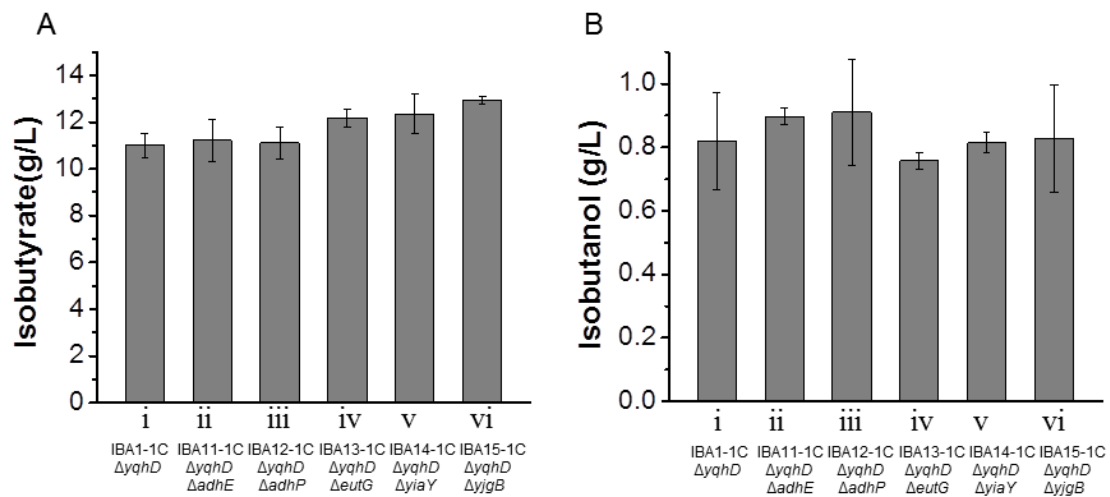 A
Isobutyrate(g/L)
14
12
10
8
6
4
2
0
i ii iii iv v vi
IBA1-1C IBA11-1C IBA12-1C IBA13-1C IBA14-1C IBA15-1C
ΔyqhD ΔyqhD ΔyqhD ΔyqhD ΔyqhD ΔyqhD
ΔadhE ΔadhP ΔeutG ΔyiaY ΔyjgB
B
Isobutanol (g/L)
1.0
0.8
0.6
0.4
0.2
0.0
i ii iii iv v vi
IBA1-1C IBA11-1C IBA12-1C IBA13-1C IBA14-1C IBA15-1C
ΔyqhD ΔyqhD ΔyqhD ΔyqhD ΔyqhD ΔyqhD
ΔadhE ΔadhP ΔeutG ΔyiaY ΔyjgB